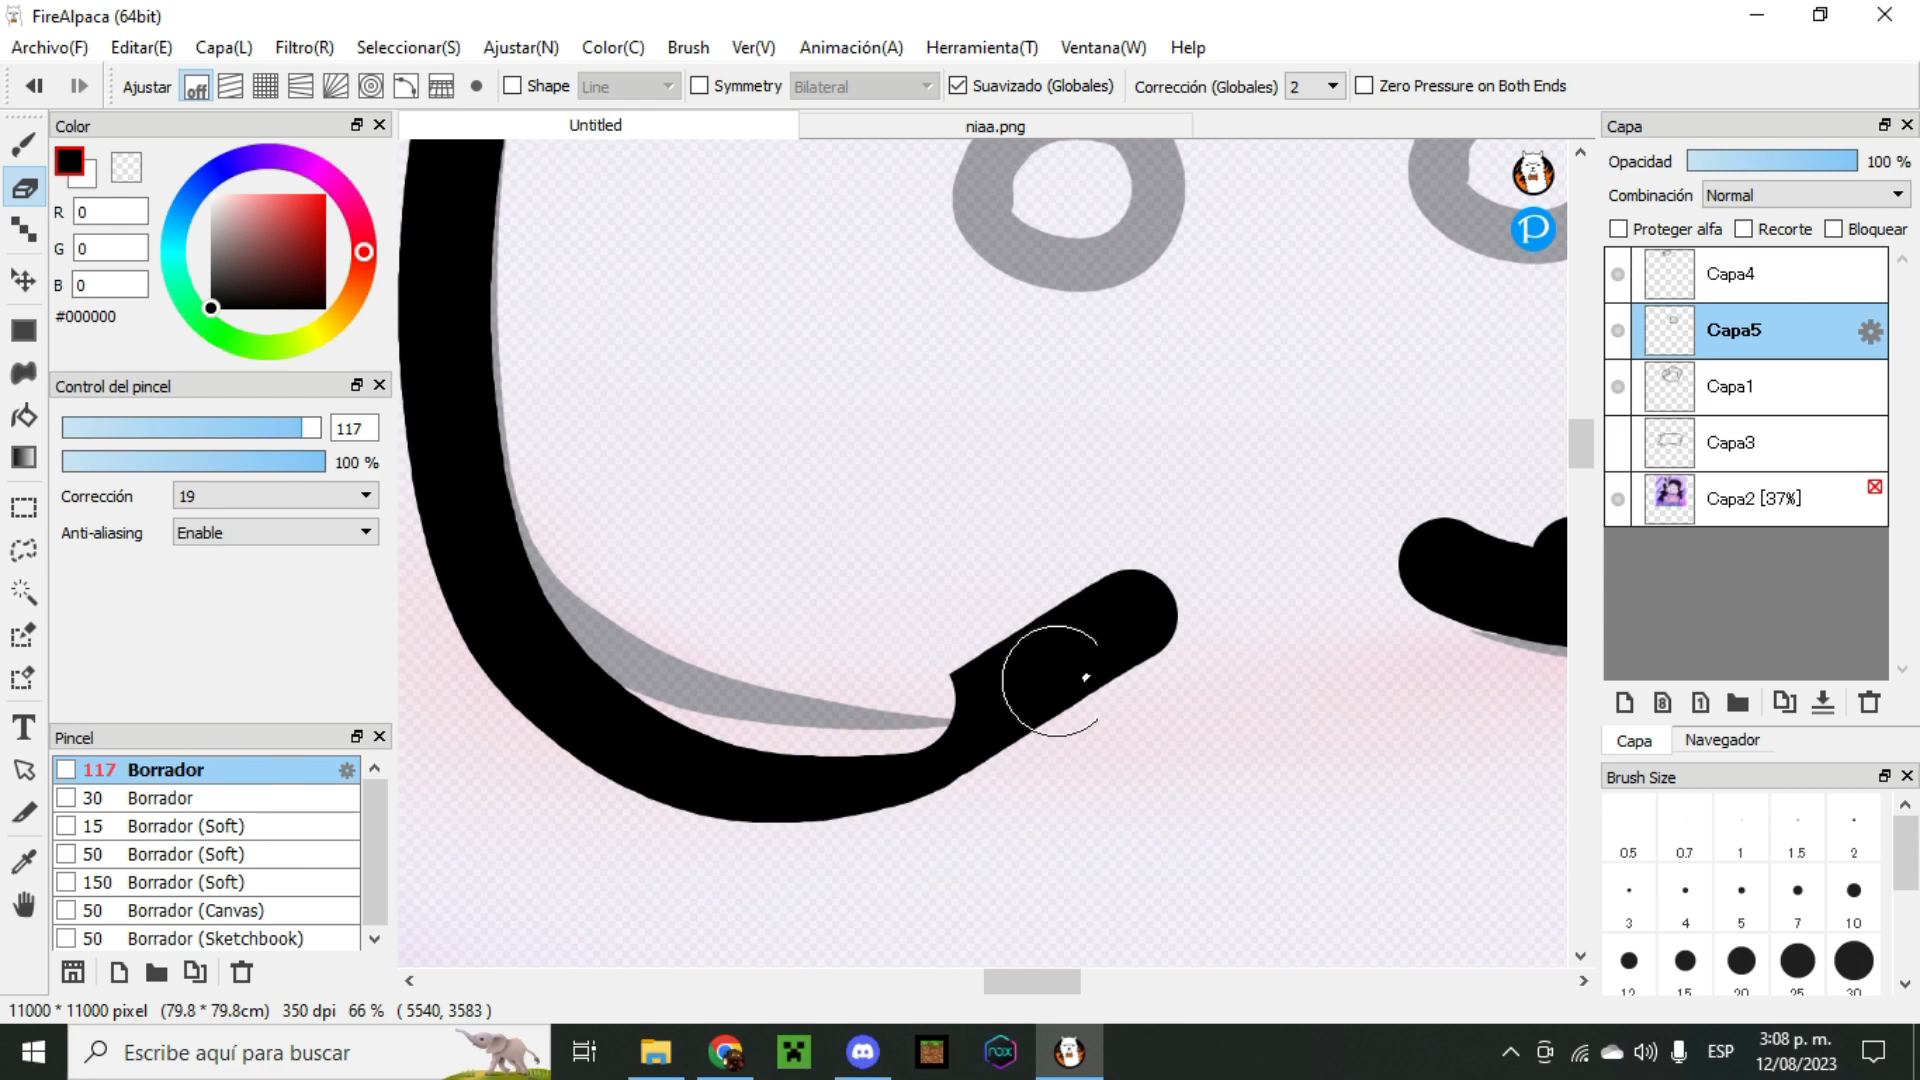 FireAlpaca (64bit)
Archivo(F) Editar(E) Capa(L) Filtro(R) Seleccionar(S) Ajustar(N) Color(C) Brush Ver(V) Animación(A) Herramienta(T) Ventana(W) Help
Ajustar off Shape Line Symmetry Bilateral Suavizado (Globales) Corrección (Globales) 2 Zero Pressure on Both Ends
Color
Untitled
niaa.png
R 0
G 0
B 0
#000000
Control del pincel
117
100 %
Corrección 19
Anti-aliasing Enable
Pincel
117 Borrador
30 Borrador
15 Borrador (Soft)
50 Borrador (Soft)
150 Borrador (Soft)
50 Borrador (Canvas)
50 Borrador (Sketchbook)
P
Capa
Opacidad 100 %
Combinación Normal
Proteger alfa Recorte Bloquear
Capa4
Capa5
Capa1
Capa3
Capa2 [37%]
8 1
Capa Navegador
Brush Size
0.5 0.7 1 1.5 2
3 4 5 7 10
12 15 20 25 30
11000 * 11000 pixel (79.8 * 79.8cm) 350 dpi 66 % ( 5540, 3583 )
Escribe aquí para buscar
nox
ESP
3:08 p. m.
12/08/2023